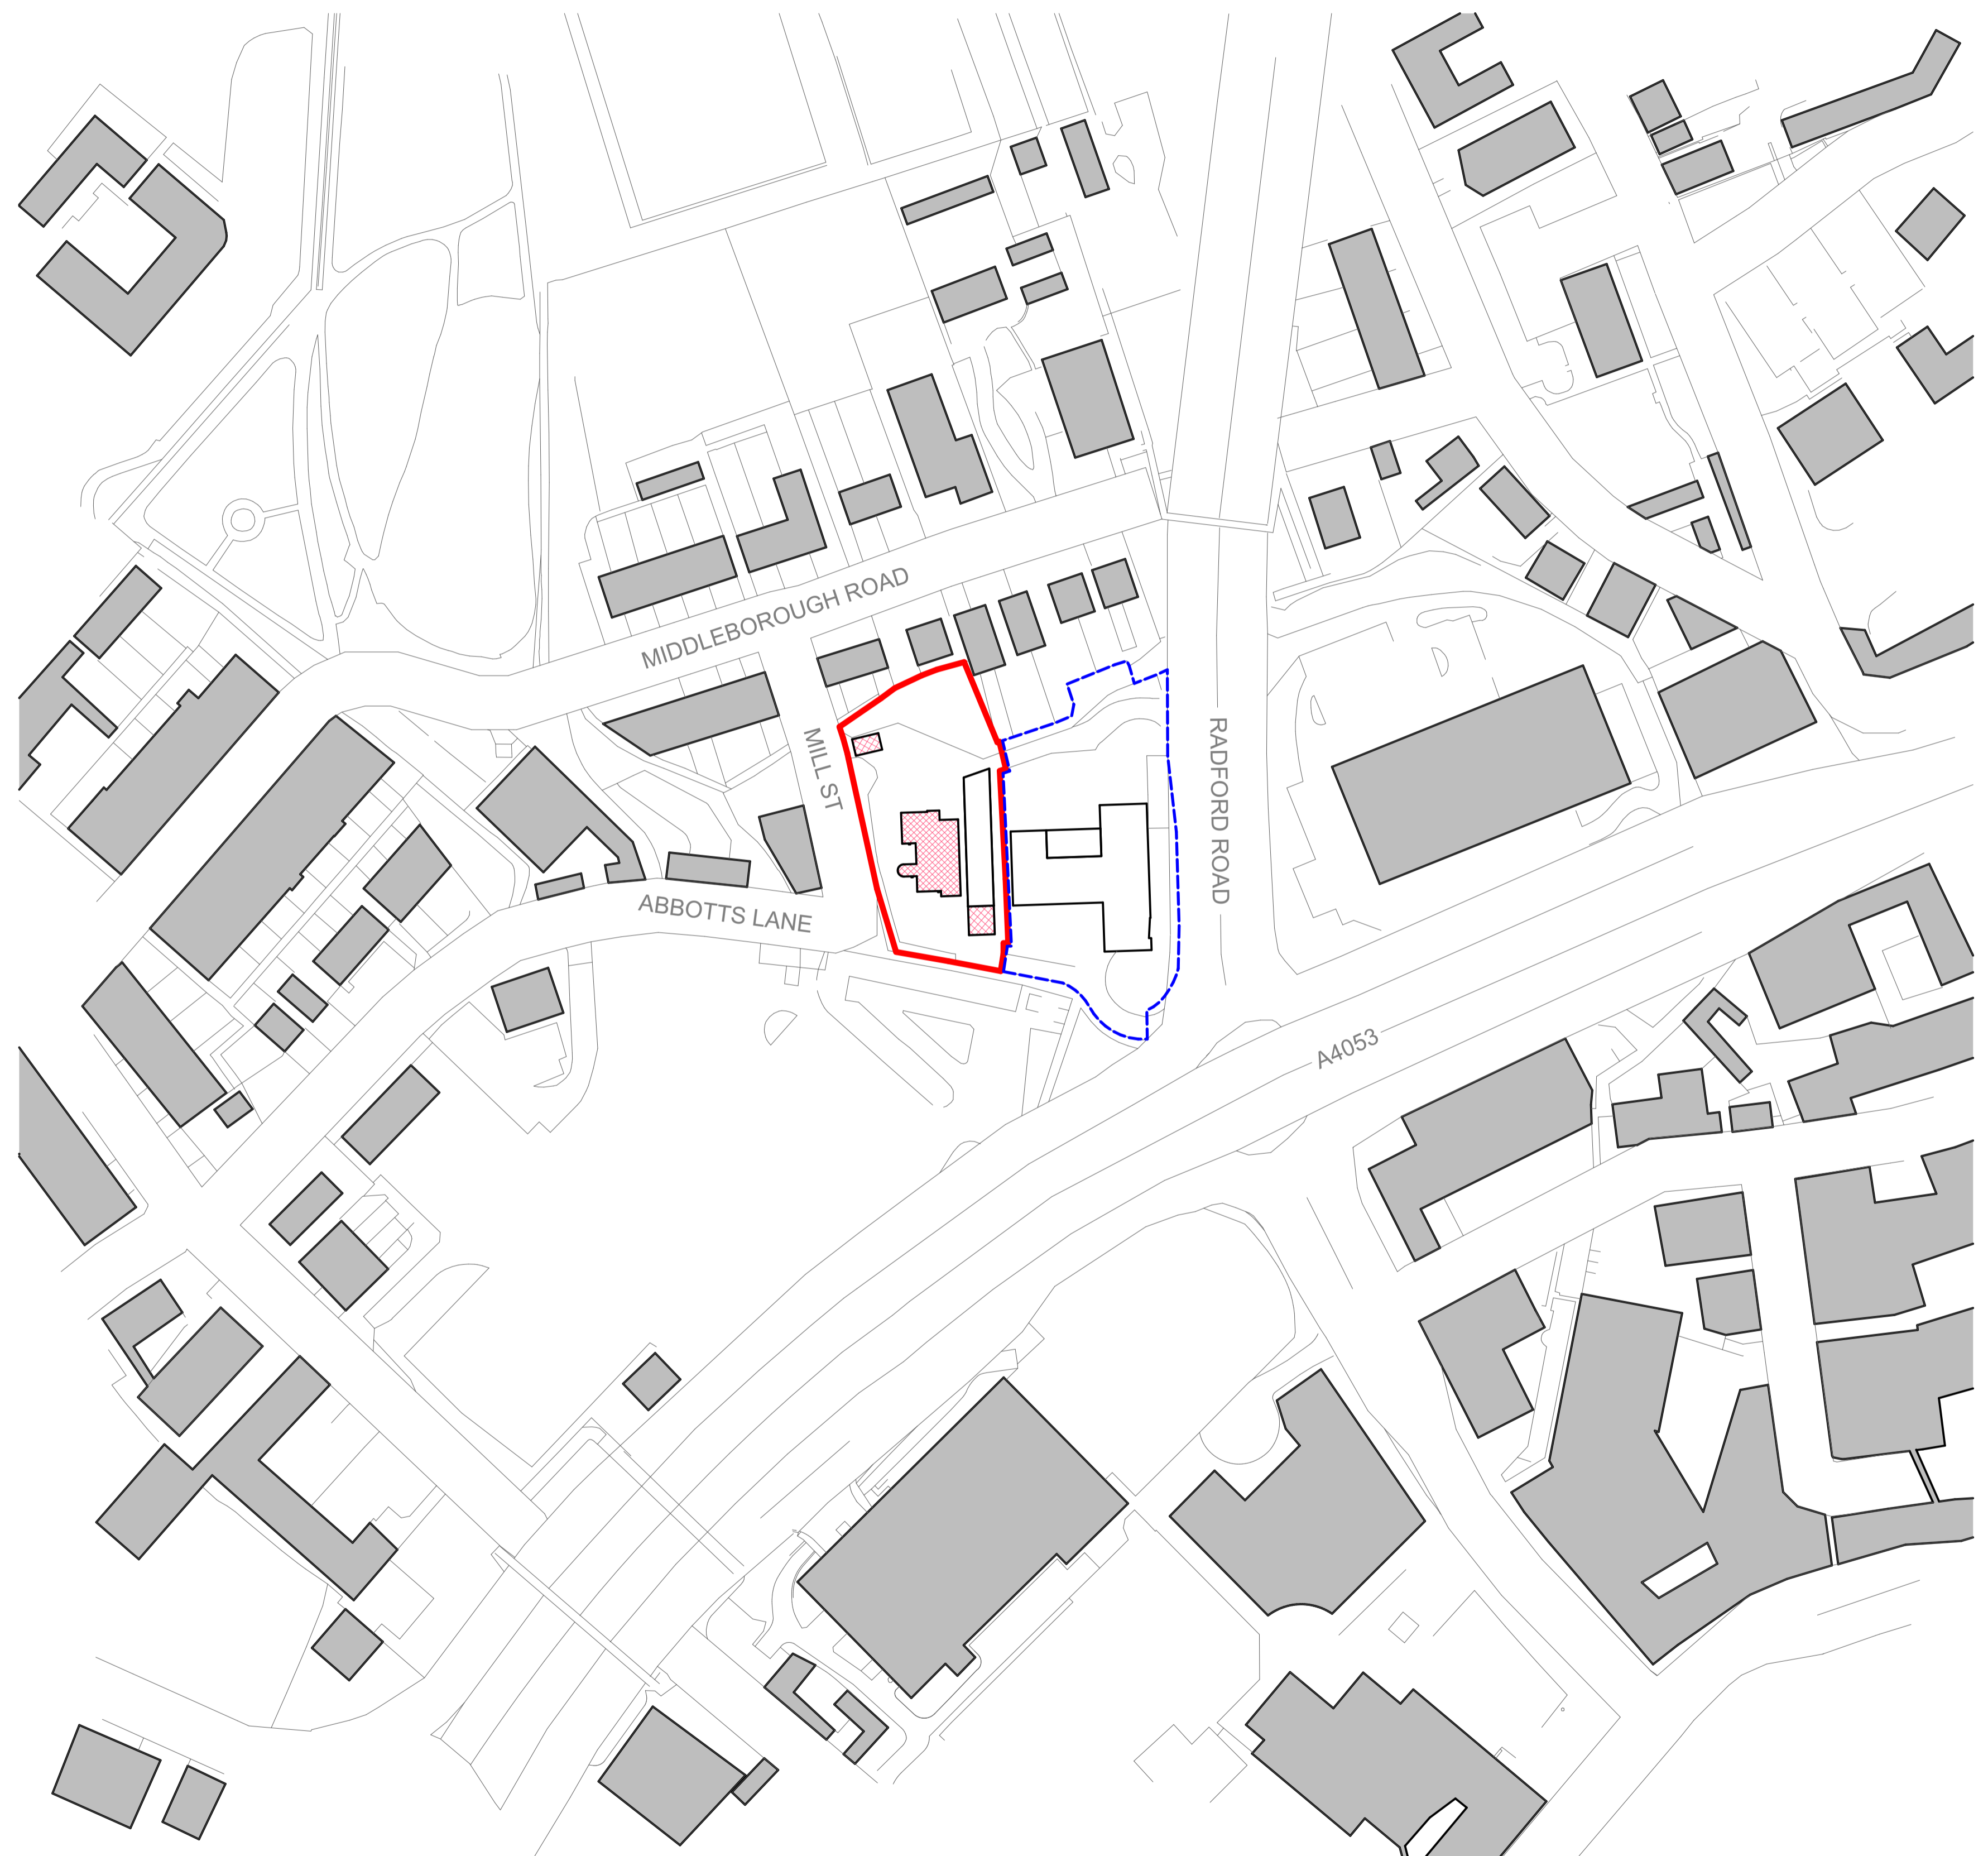 MIDDLEBOROUGH ROAD
MILL ST
RADFORD ROAD
ABBOTTS LANE
A4053